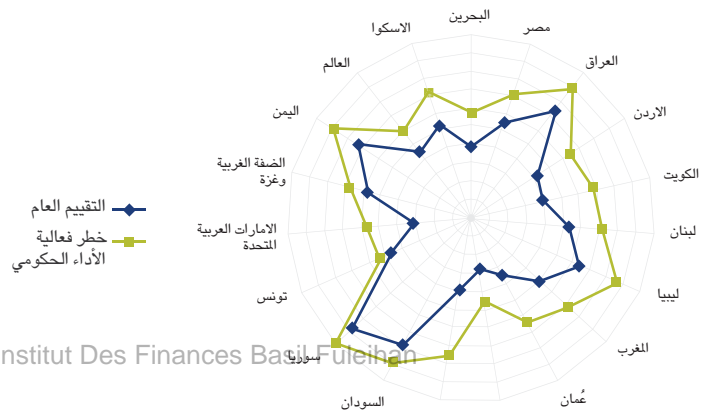 البحرين
مصر
العراق
الاردن
الكويت
لبنان
ليبيا
المغرب
عُمان
السودان
سوريا
تونس
الامارات العربية
المتحدة
الضفة الغربية
وغزة
اليمن
العالم
الاسكوا
التقييم العام
خطر فعالية
الأداء الحكومي
nstitut Des Finances Basil Fuleihan